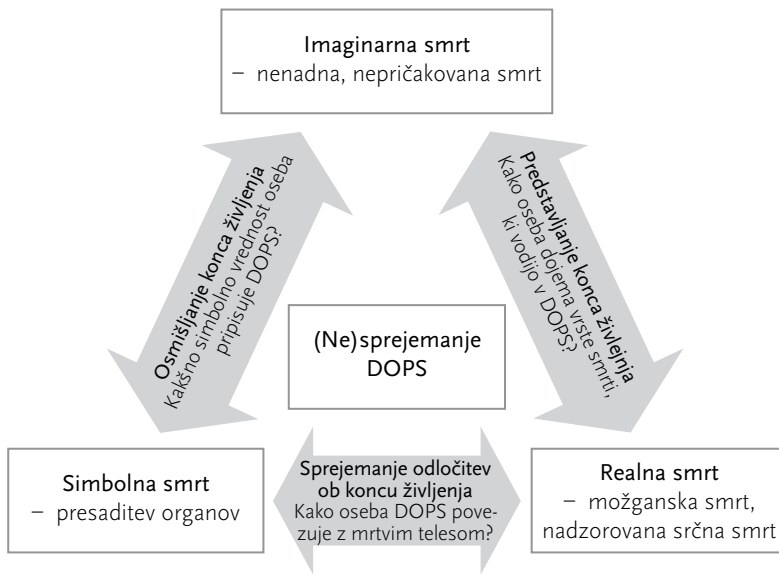 Imaginarna smrt
– nenadna, nepričakovana smrt
Osmišljanje konca življenja
Kakšno simbolno vrednost oseba
pripisuje DOPS?
Predstavljanje konca življejnja
Kako oseba dojema vrste smrti,
ki vodijo v DOPS?
(Ne)sprejemanje
DOPS
Simbolna smrt
– presaditev organov
Sprejemanje odločitev
ob koncu življenja
Kako oseba DOPS pove-
zuje z mrtvim telesom?
Realna smrt
– možganska smrt,
nadzorovana srčna smrt